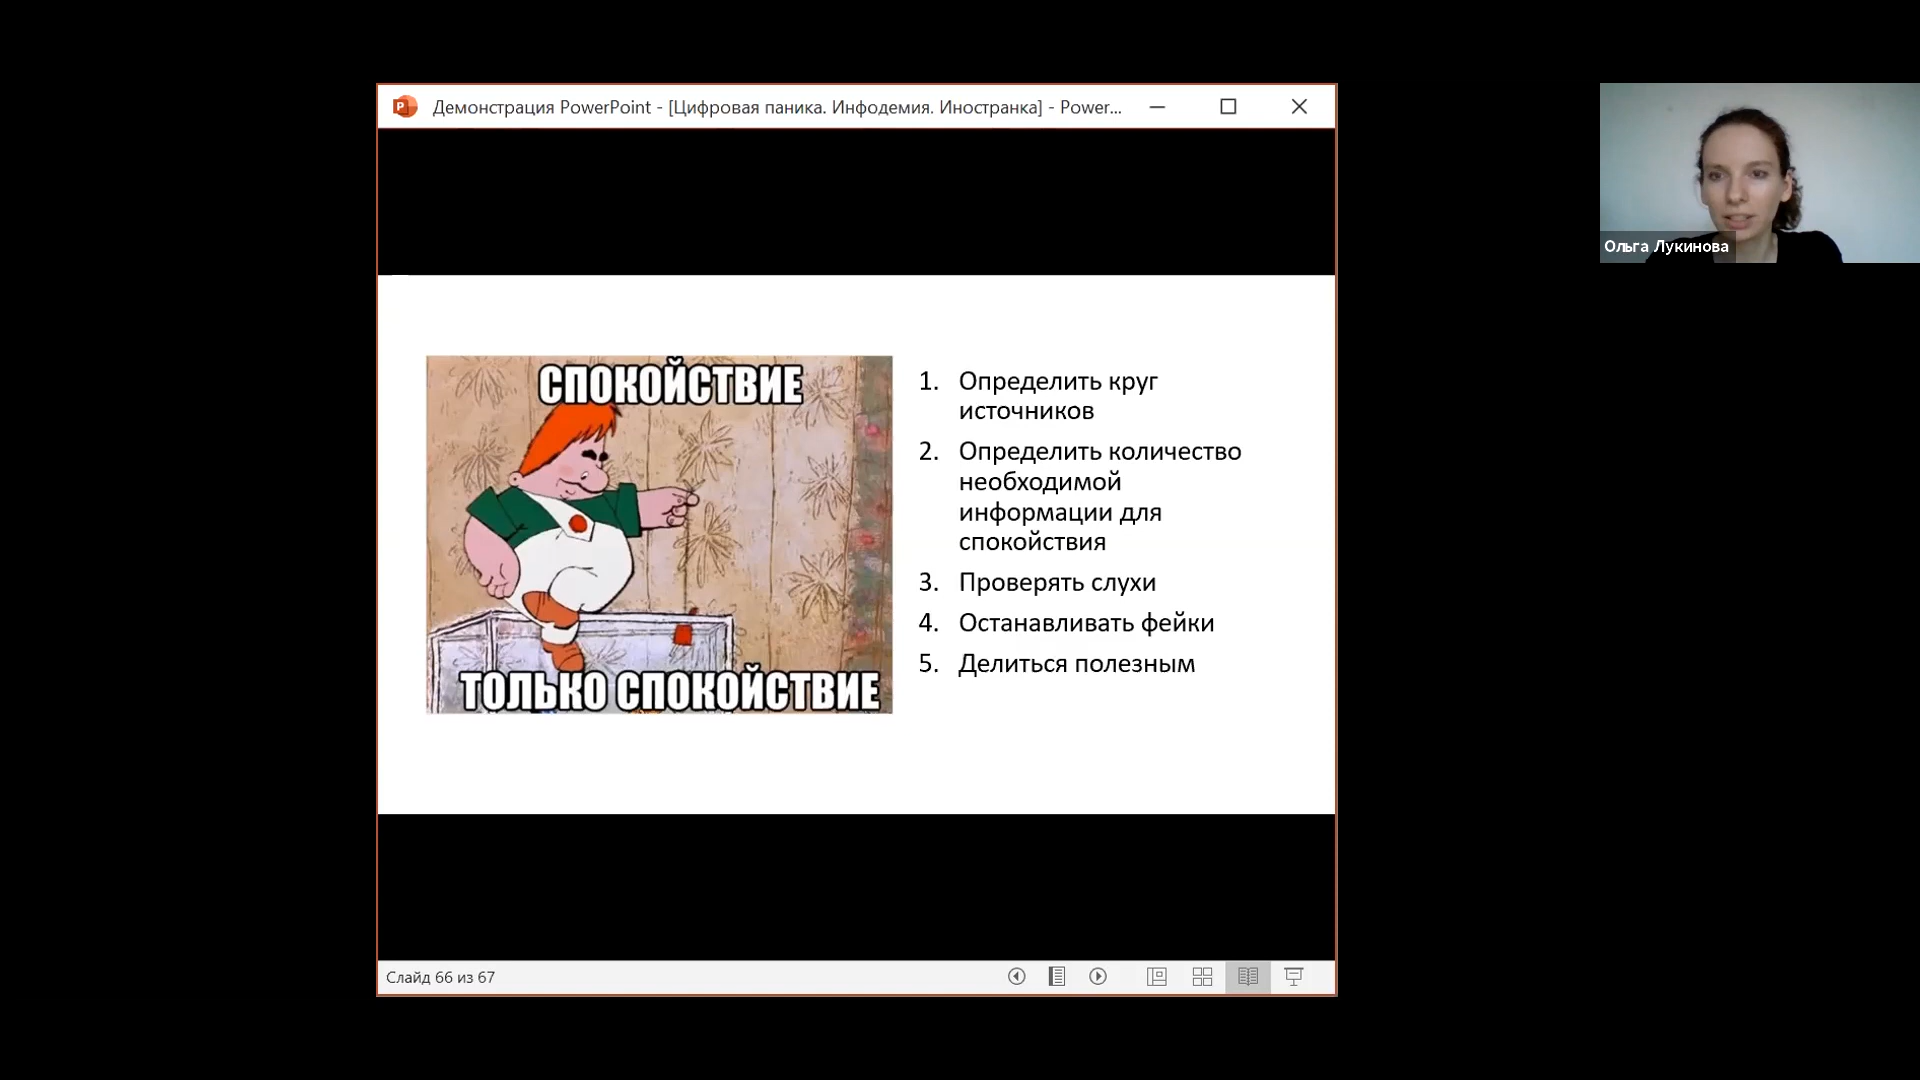 Демонстрация PowerPoint - [Цифровая паника. Инфодемия. Иностранка] - Power...
Ольга Лукинова
СПОКОЙСТВИЕ
ТОЛЬКО СПОКОЙСТВИЕ
1. Определить круг
источников
2. Определить количество
необходимой
информации для
спокойствия
3. Проверять слухи
4. Останавливать фейки
5. Делиться полезным
Слайд 66 из 67